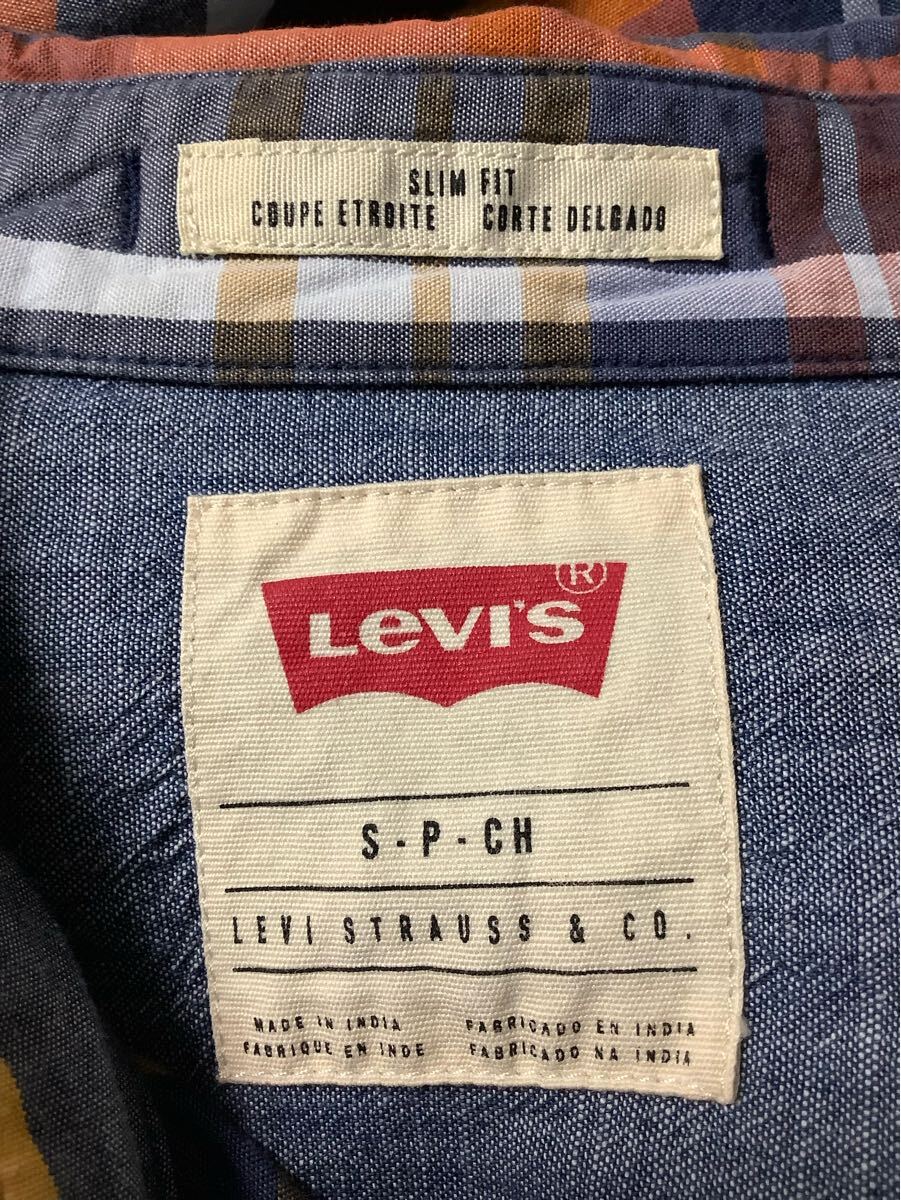 SLIM FIT
COUPE ETROITE CORTE DELGADO
LEVI'S®
S - P - CH
LEVI STRAUSS & CO.
MADE IN INDIA FABRICADO EN INDIA
FABRIQUE EN INDE FABRICADO NA INDIA